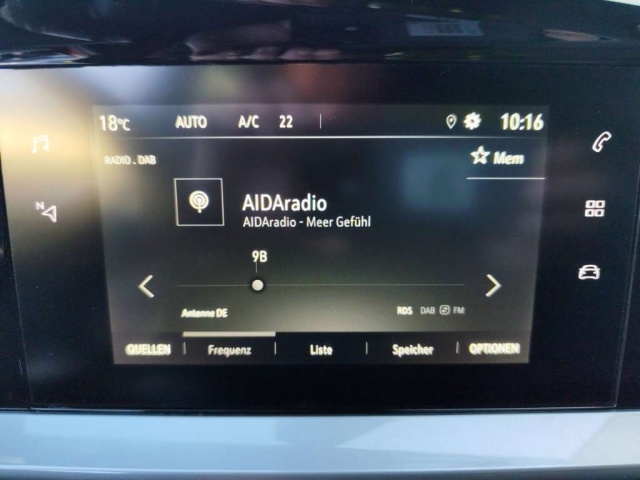 18°C AUTO A/C 22 10:16
RADIO . DAB
Mem
AIDAradio
AIDAradio - Meer Gefühl
N
9B
Antenne DE
RDS DAB FM
QUELLEN Frequenz Liste Speicher OPTIONEN